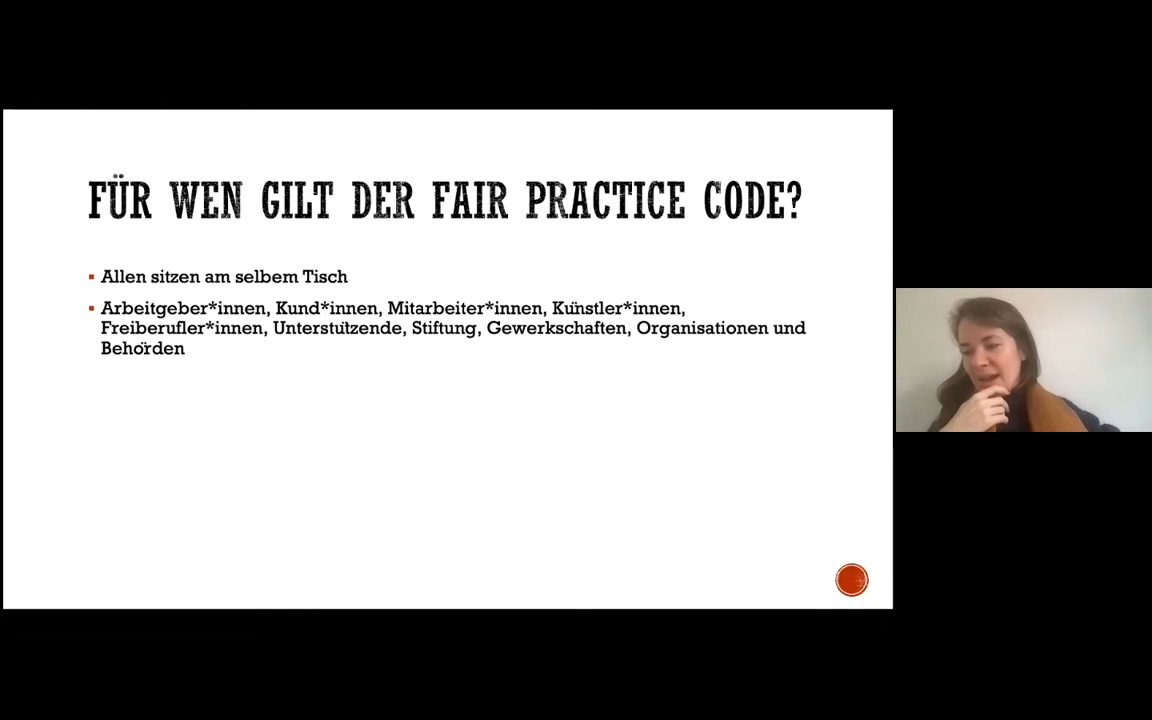 FÜR WEN GILT DER FAIR PRACTICE CODE?
▪ Allen sitzen am selbem Tisch
▪ Arbeitgeber*innen, Kund*innen, Mitarbeiter*innen, Künstler*innen,
Freiberufler*innen, Unterstützende, Stiftung, Gewerkschaften, Organisationen und
Behörden